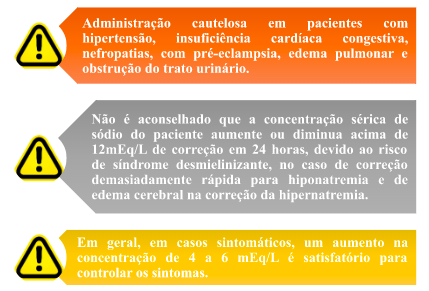 Administração cautelosa em pacientes com
hipertensão, insuficiência cardíaca congestiva,
nefropatias, com pré-eclampsia, edema pulmonar e
obstrução do trato urinário.
Não é aconselhado que a concentração sérica de
sódio do paciente aumente ou diminua acima de
12mEq/L de correção em 24 horas, devido ao risco
de síndrome desmielinizante, no caso de correção
demasiadamente rápida para hiponatremia e de
edema cerebral na correção da hipernatremia.
Em geral, em casos sintomáticos, um aumento na
concentração de 4 a 6 mEq/L é satisfatório para
controlar os sintomas.